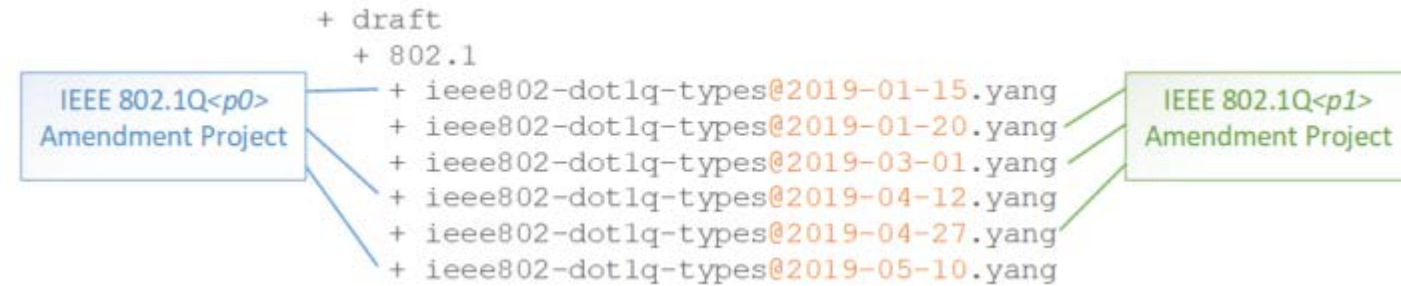 + draft
+ 802.1
+ ieee802-dot1q-types@2019-01-15.yang
+ ieee802-dot1q-types@2019-01-20.yang
+ ieee802-dot1q-types@2019-03-01.yang
+ ieee802-dot1q-types@2019-04-12.yang
+ ieee802-dot1q-types@2019-04-27.yang
+ ieee802-dot1q-types@2019-05-10.yang
IEEE 802.1Q<p0>
Amendment Project
IEEE 802.1Q<p1>
Amendment Project